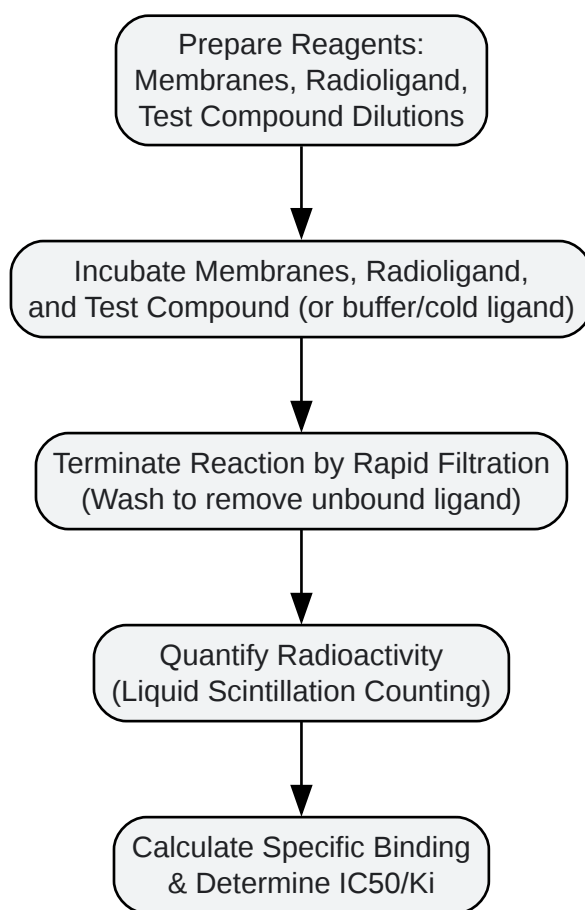 Prepare Reagents:
Membranes, Radioligand,
Test Compound Dilutions
Incubate Membranes, Radioligand,
and Test Compound (or buffer/cold ligand)
Terminate Reaction by Rapid Filtration
(Wash to remove unbound ligand)
Quantify Radioactivity
(Liquid Scintillation Counting)
Calculate Specific Binding
& Determine IC50/Ki